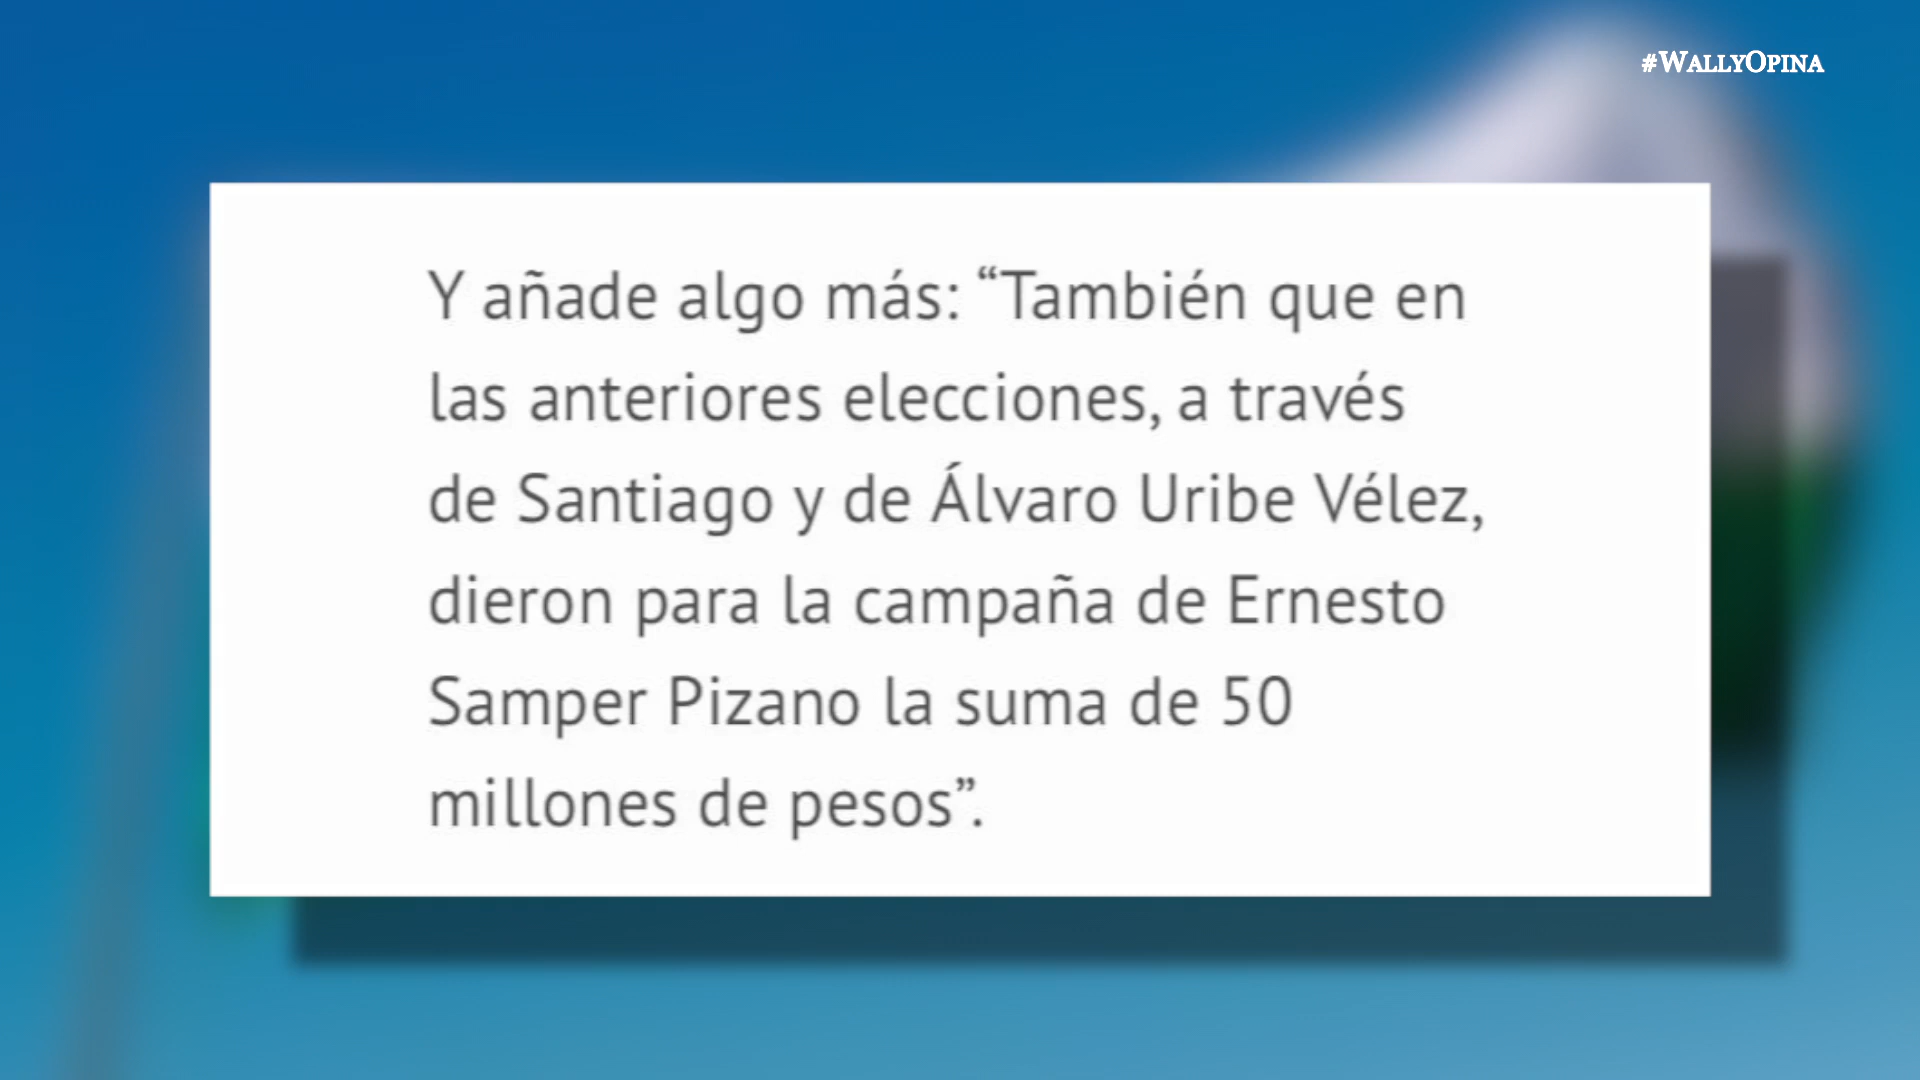 #WALLYOPINA
Y añade algo más: “También que en
las anteriores elecciones, a través
de Santiago y de Álvaro Uribe Vélez,
dieron para la campaña de Ernesto
Samper Pizano la suma de 50
millones de pesos”.